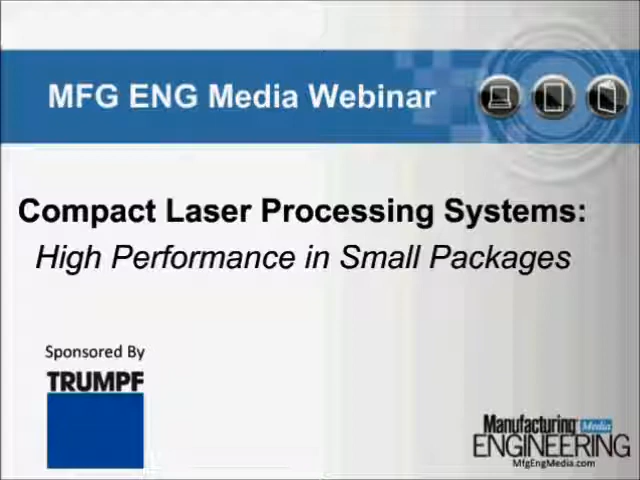 MFG ENG Media Webinar
Compact Laser Processing Systems:
High Performance in Small Packages
Sponsored By
TRUMPF
Manufacturing Media
ENGINEERING
MfgEngMedia.com